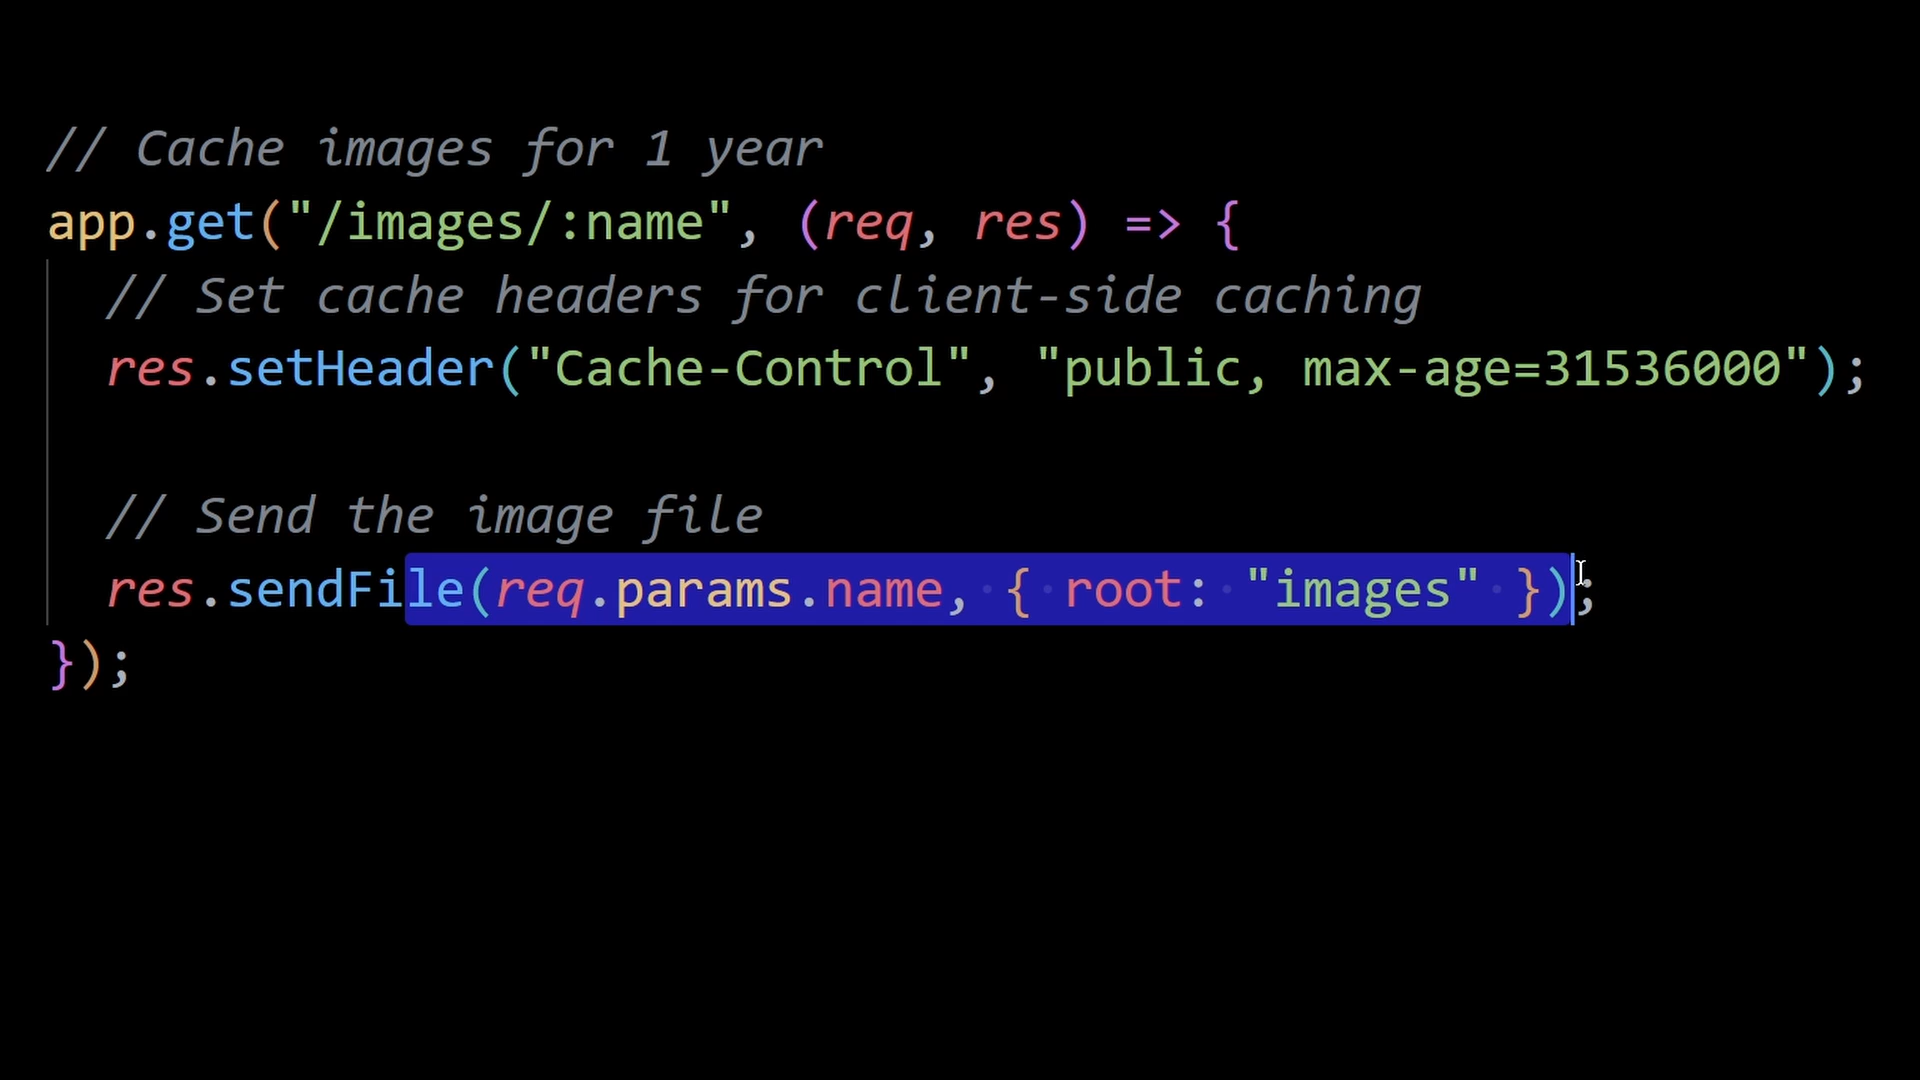 // Cache images for 1 year
app.get("/images/:name", (req, res) => {
// Set cache headers for client-side caching
res.setHeader("Cache-Control", "public, max-age=31536000");
// Send the image file
res.sendFile(req.params.name, { root: "images" });
});